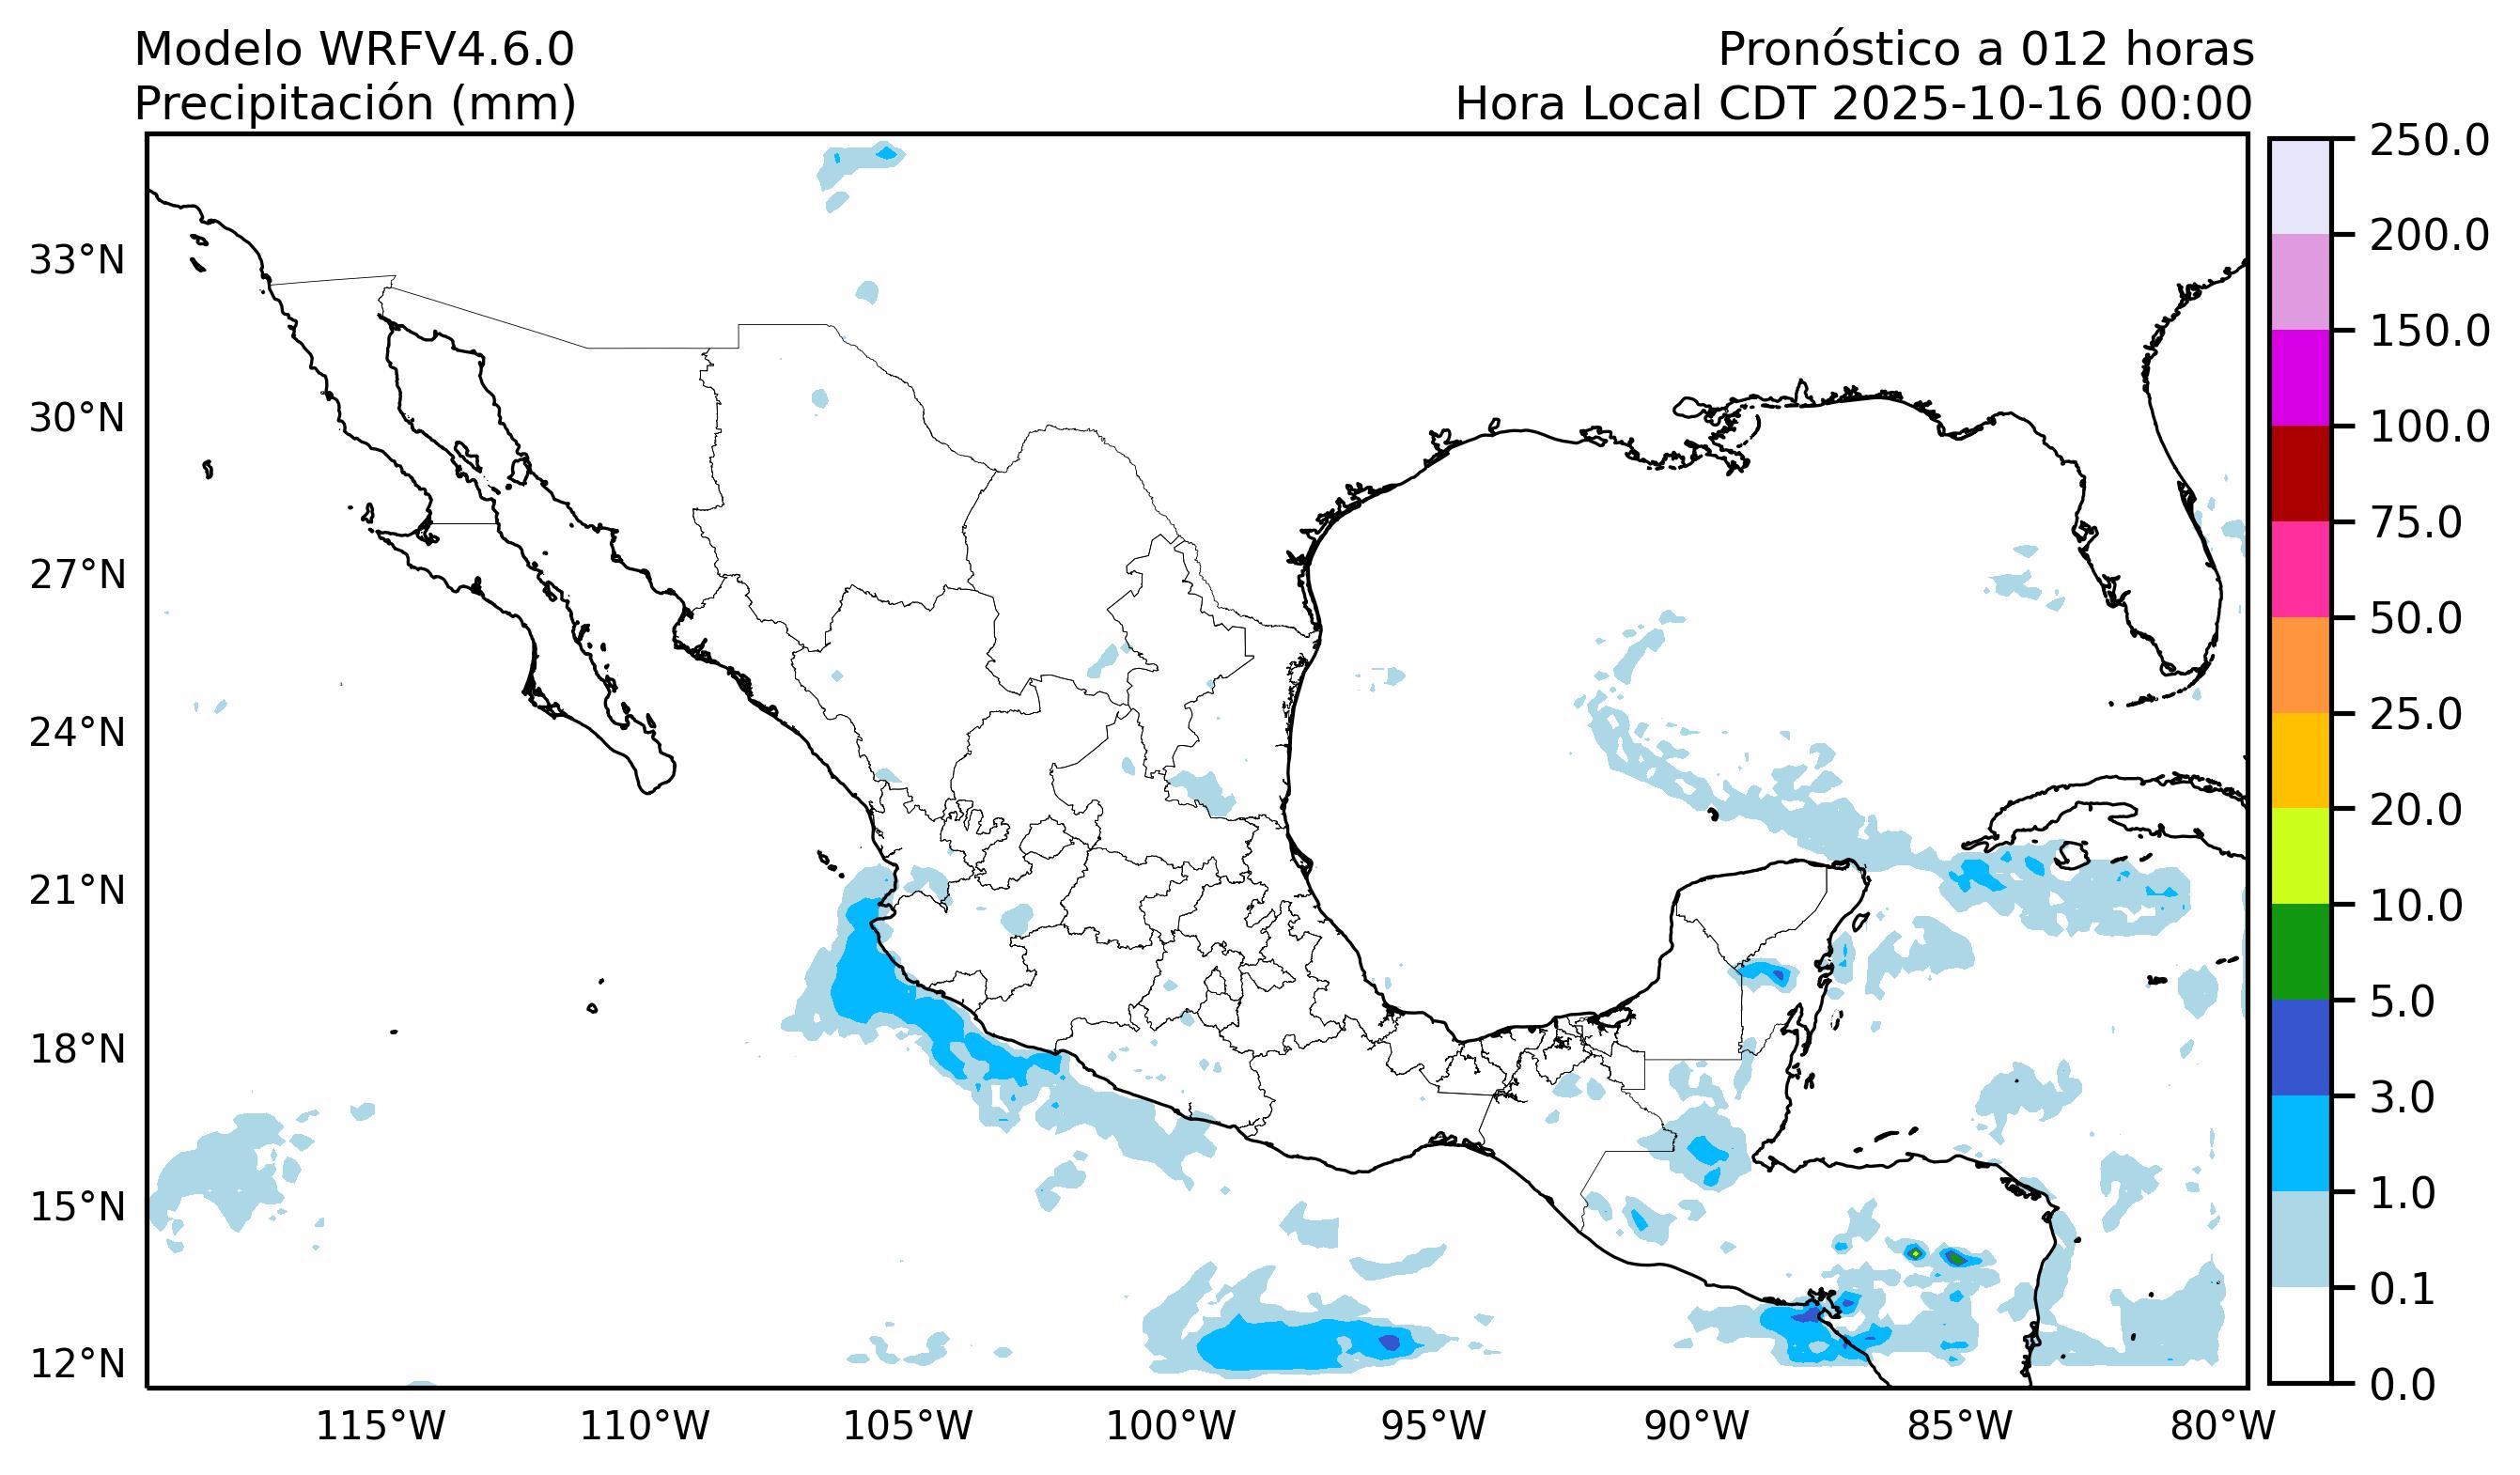 Modelo WRFV4.6.0
Precipitación (mm)
Pronóstico a 012 horas
Hora Local CDT 2025-10-16 00:00
33°N
30°N
27°N
24°N
21°N
18°N
15°N
12°N
115°W
110°W
105°W
100°W
95°W
90°W
85°W
80°W
250.0
200.0
150.0
100.0
75.0
50.0
25.0
20.0
10.0
5.0
3.0
1.0
0.1
0.0